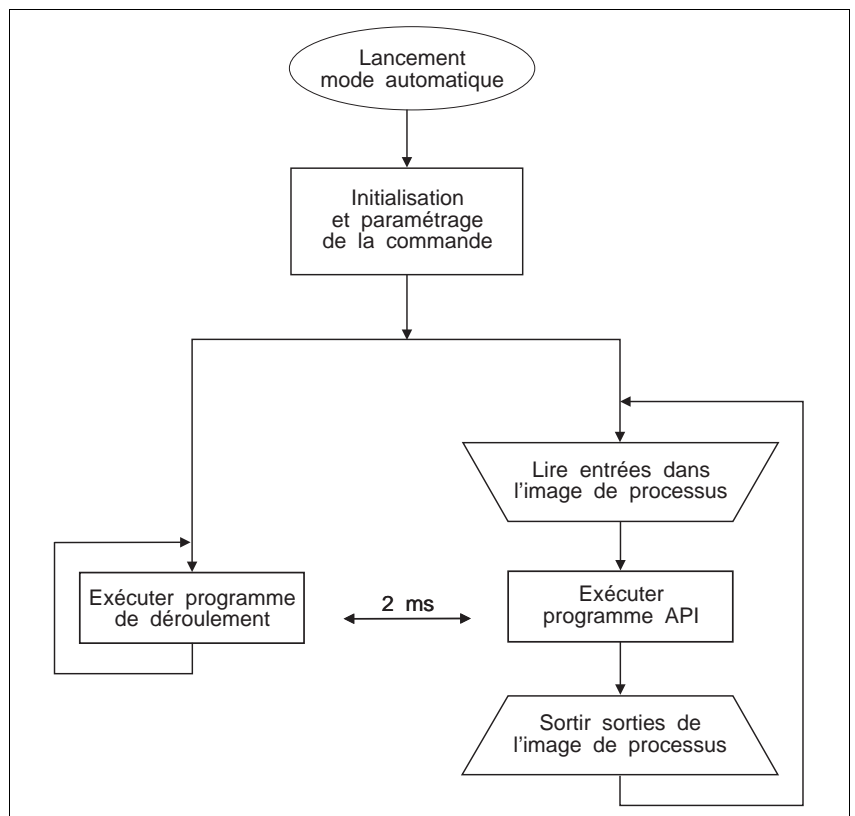 Lancement
mode automatique
Initialisation
et paramétrage
de la commande
Lire entrées dans
l'image de processus
Exécuter programme
de déroulement
2 ms
Exécuter
programme API
Sortir sorties de
l'image de processus